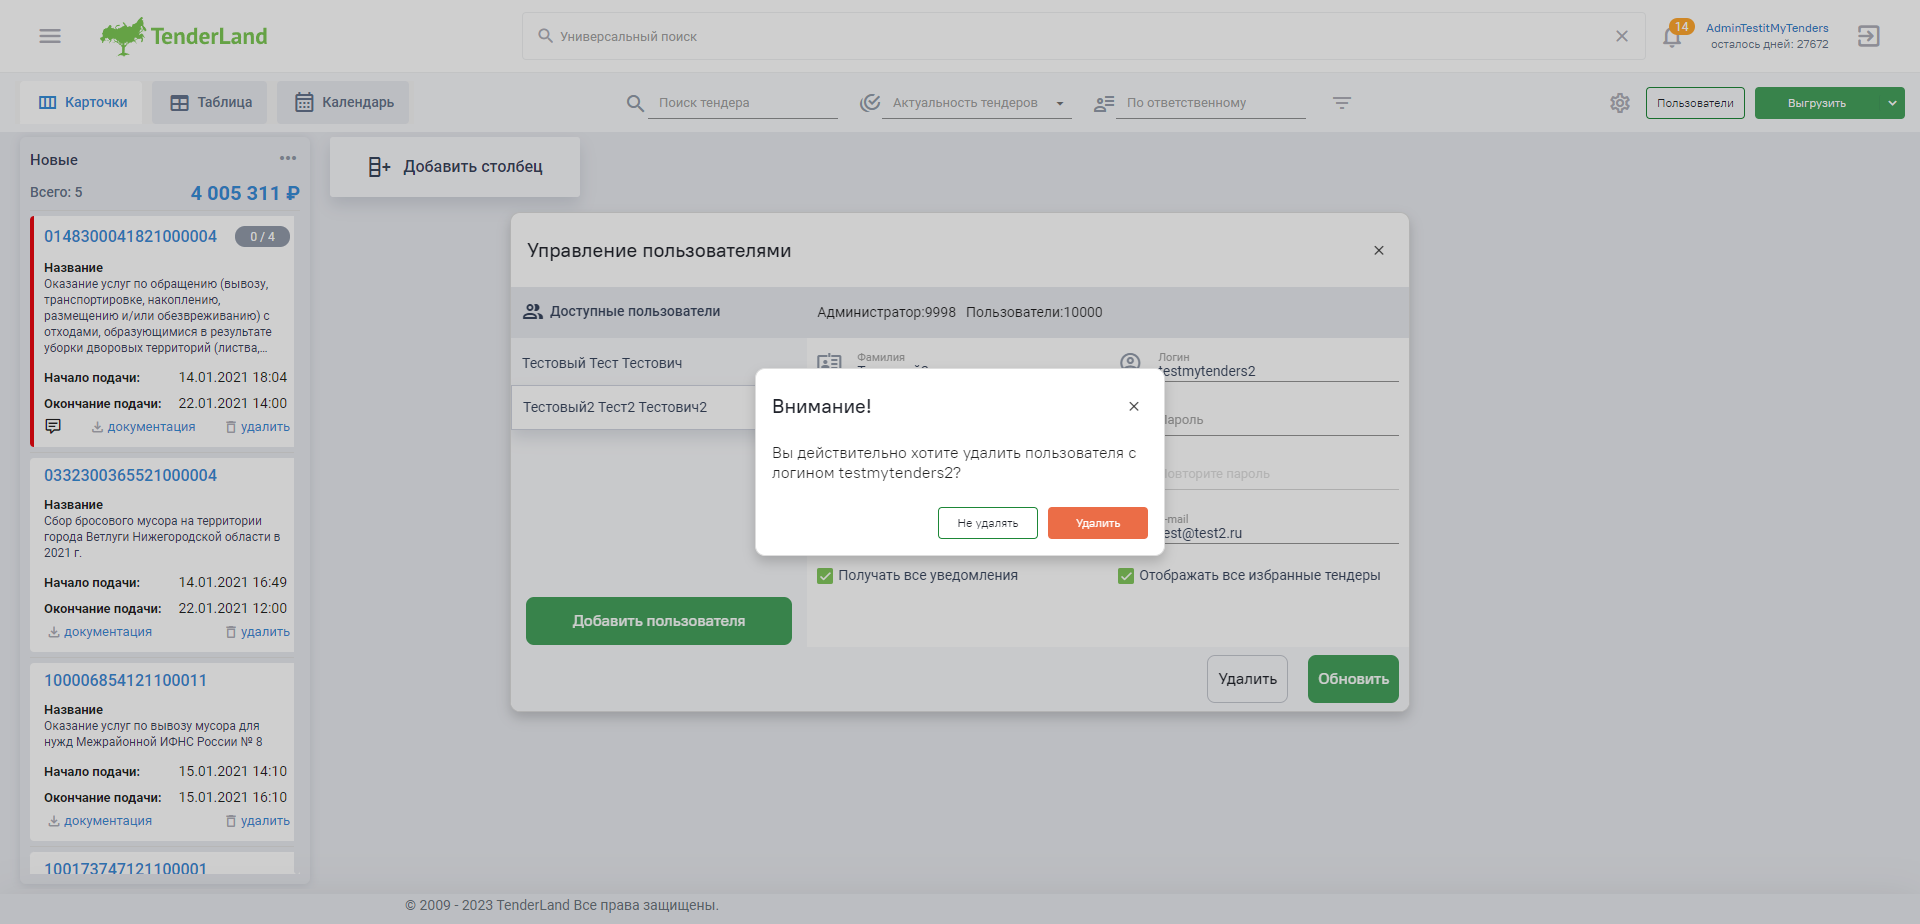 TenderLand
Универсальный поиск
14
AdminTestitMyTenders
осталось дней: 27672
Карточки
Таблица
Календарь
Поиск тендера
Актуальность тендеров
По ответственному
Пользователи
Выгрузить
Новые
Всего: 5
4 005 311 ₽
Добавить столбец
0148300041821000004
0 / 4
Название
Оказание услуг по обращению (вывозу,
транспортировке, накоплению,
размещению и/или обезвреживанию) с
отходами, образующимися в результате
уборки дворовых территорий (листва,...
Начало подачи: 14.01.2021 18:04
Окончание подачи: 22.01.2021 14:00
документация удалить
0332300365521000004
Название
Сбор бросового мусора на территории
города Ветлуги Нижегородской области в
2021 г.
Начало подачи: 14.01.2021 16:49
Окончание подачи: 22.01.2021 12:00
документация удалить
100006854121100011
Название
Оказание услуг по вывозу мусора для
нужд Межрайонной ИФНС России № 8
Начало подачи: 15.01.2021 14:10
Окончание подачи: 15.01.2021 16:10
документация удалить
100173747121100001
Управление пользователями
Доступные пользователи
Администратор:9998 Пользователи:10000
Тестовый Тест Тестович
Тестовый2 Тест2 Тестович2
Фамилия
Логин
testmytenders2
Внимание!
Вы действительно хотите удалить пользователя с
логином testmytenders2?
Не удалять
Удалить
Пароль
Повторите пароль
-mail
est@test2.ru
Получать все уведомления
Отображать все избранные тендеры
Добавить пользователя
Удалить
Обновить
© 2009 - 2023 TenderLand Все права защищены.